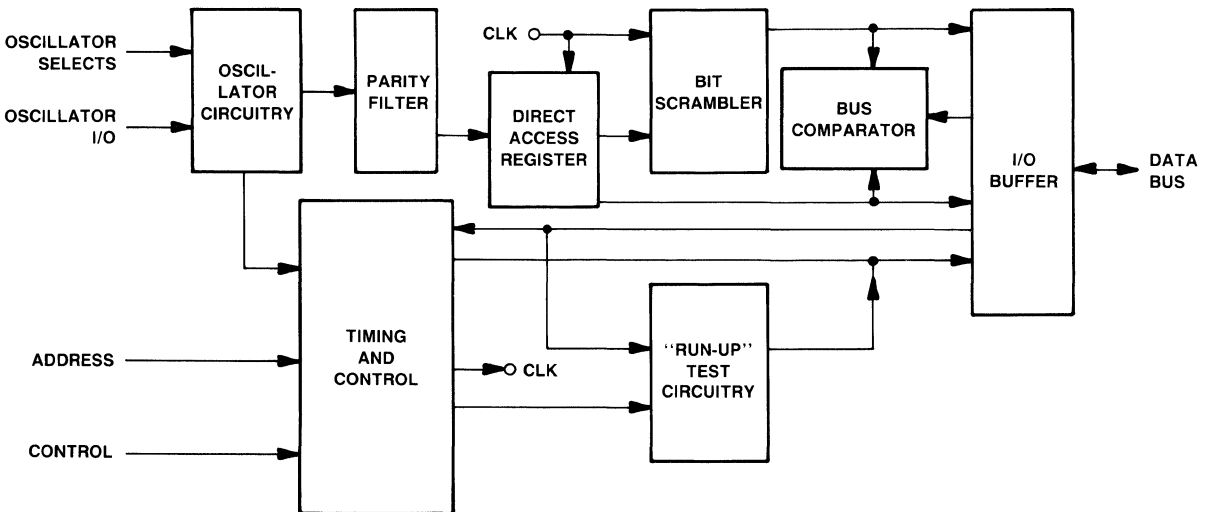 OSCILLATOR
SELECTS
OSCILLATOR
I/O
OSCIL-
LATOR
CIRCUITRY
PARITY
FILTER
CLK
DIRECT
ACCESS
REGISTER
BIT
SCRAMBLER
BUS
COMPARATOR
I/O
BUFFER
DATA
BUS
ADDRESS
CONTROL
TIMING
AND
CONTROL
CLK
"RUN-UP"
TEST
CIRCUITRY